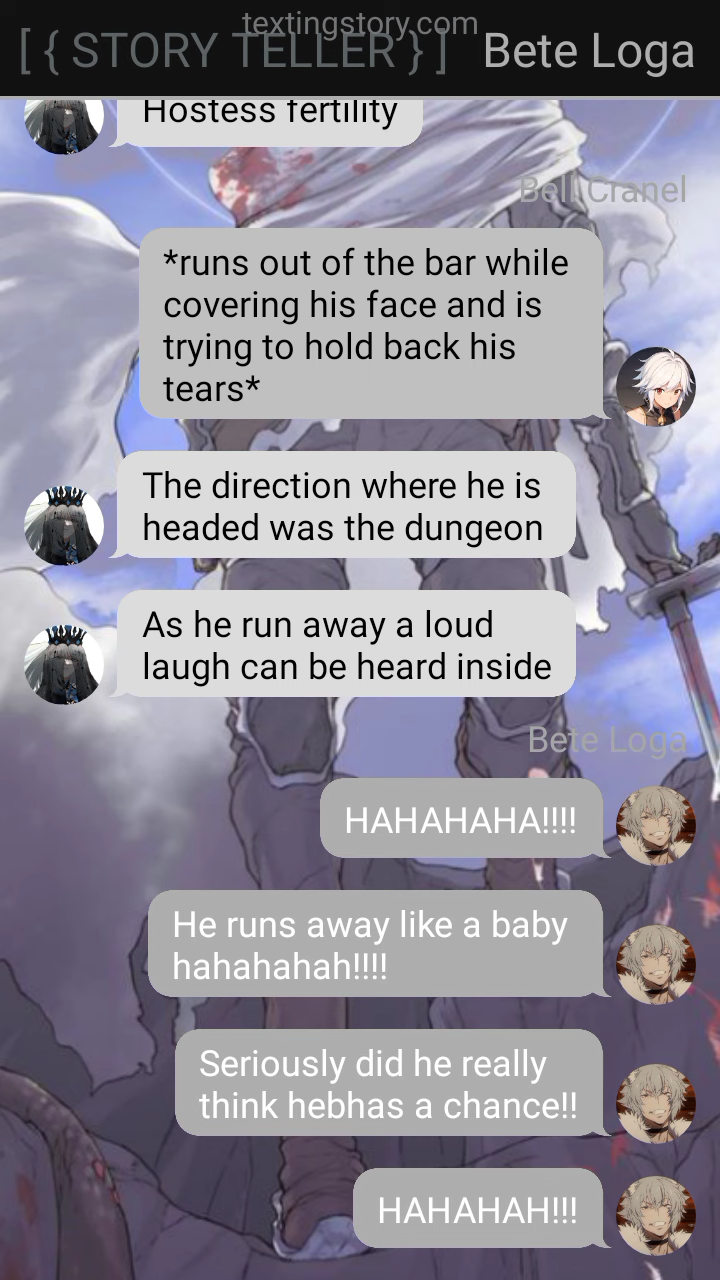 textingstory.com
[ { STORY TELLER } ] Bete Loga
Hostess fertility
Bell Cranel
*runs out of the bar while
covering his face and is
trying to hold back his
tears*
The direction where he is
headed was the dungeon
As he run away a loud
laugh can be heard inside
Bete Loga
HAHAHAHA!!!!
He runs away like a baby
hahahahah!!!!
Seriously did he really
think hebhas a chance!!
HAHAHAH!!!